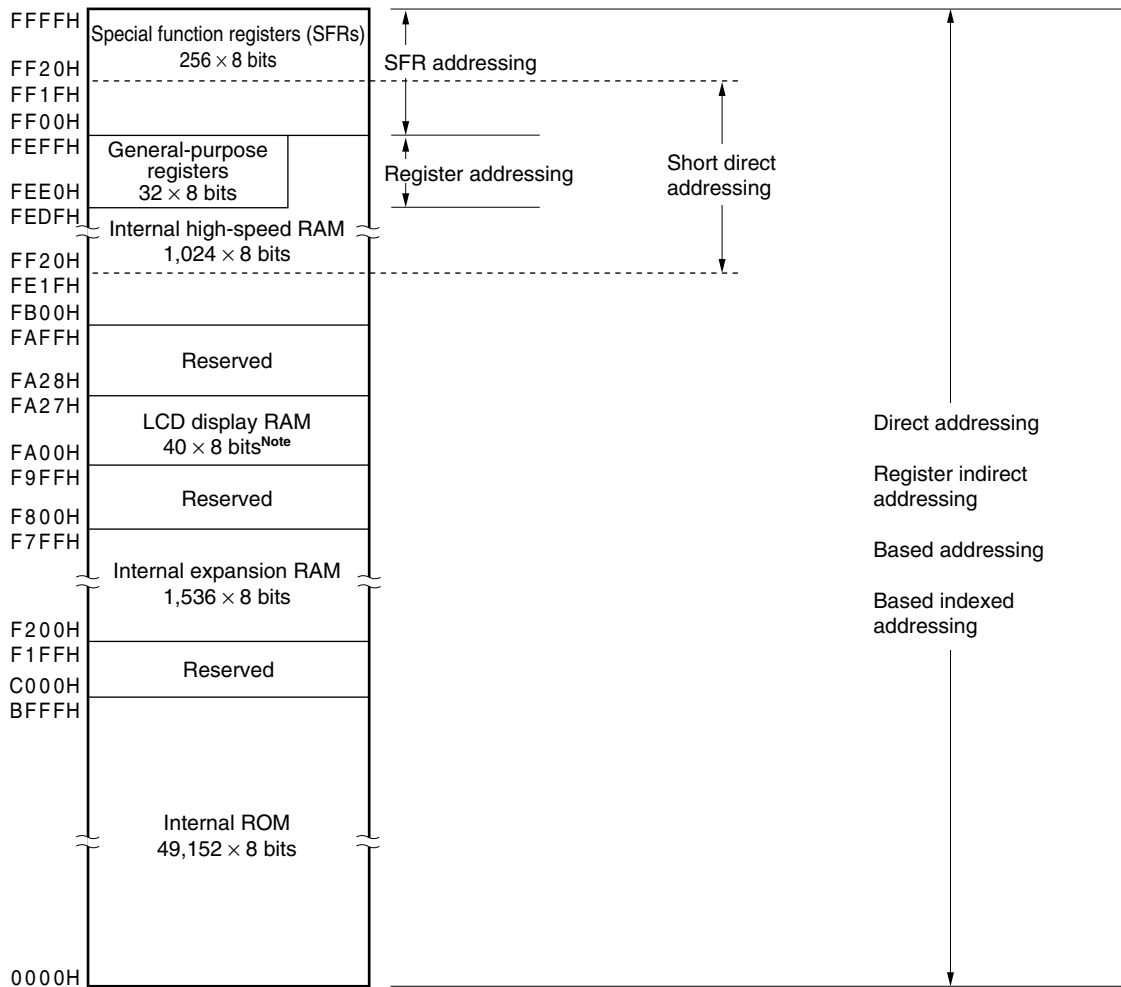 FFFFH
Special function registers (SFRs)
256 × 8 bits
SFR addressing
FF20H
FF1FH
FF00H
FEFFH
General-purpose
registers
32 × 8 bits
Register addressing
Short direct
addressing
FEE0H
FEDFH
Internal high-speed RAM
1,024 × 8 bits
FF20H
FE1FH
FB00H
FAFFH
Reserved
FA28H
FA27H
LCD display RAM
40 × 8 bitsNote
FA00H
F9FFH
Reserved
F800H
F7FFH
Internal expansion RAM
1,536 × 8 bits
F200H
F1FFH
Reserved
C000H
BFFFH
Internal ROM
49,152 × 8 bits
0000H
Direct addressing
Register indirect
addressing
Based addressing
Based indexed
addressing